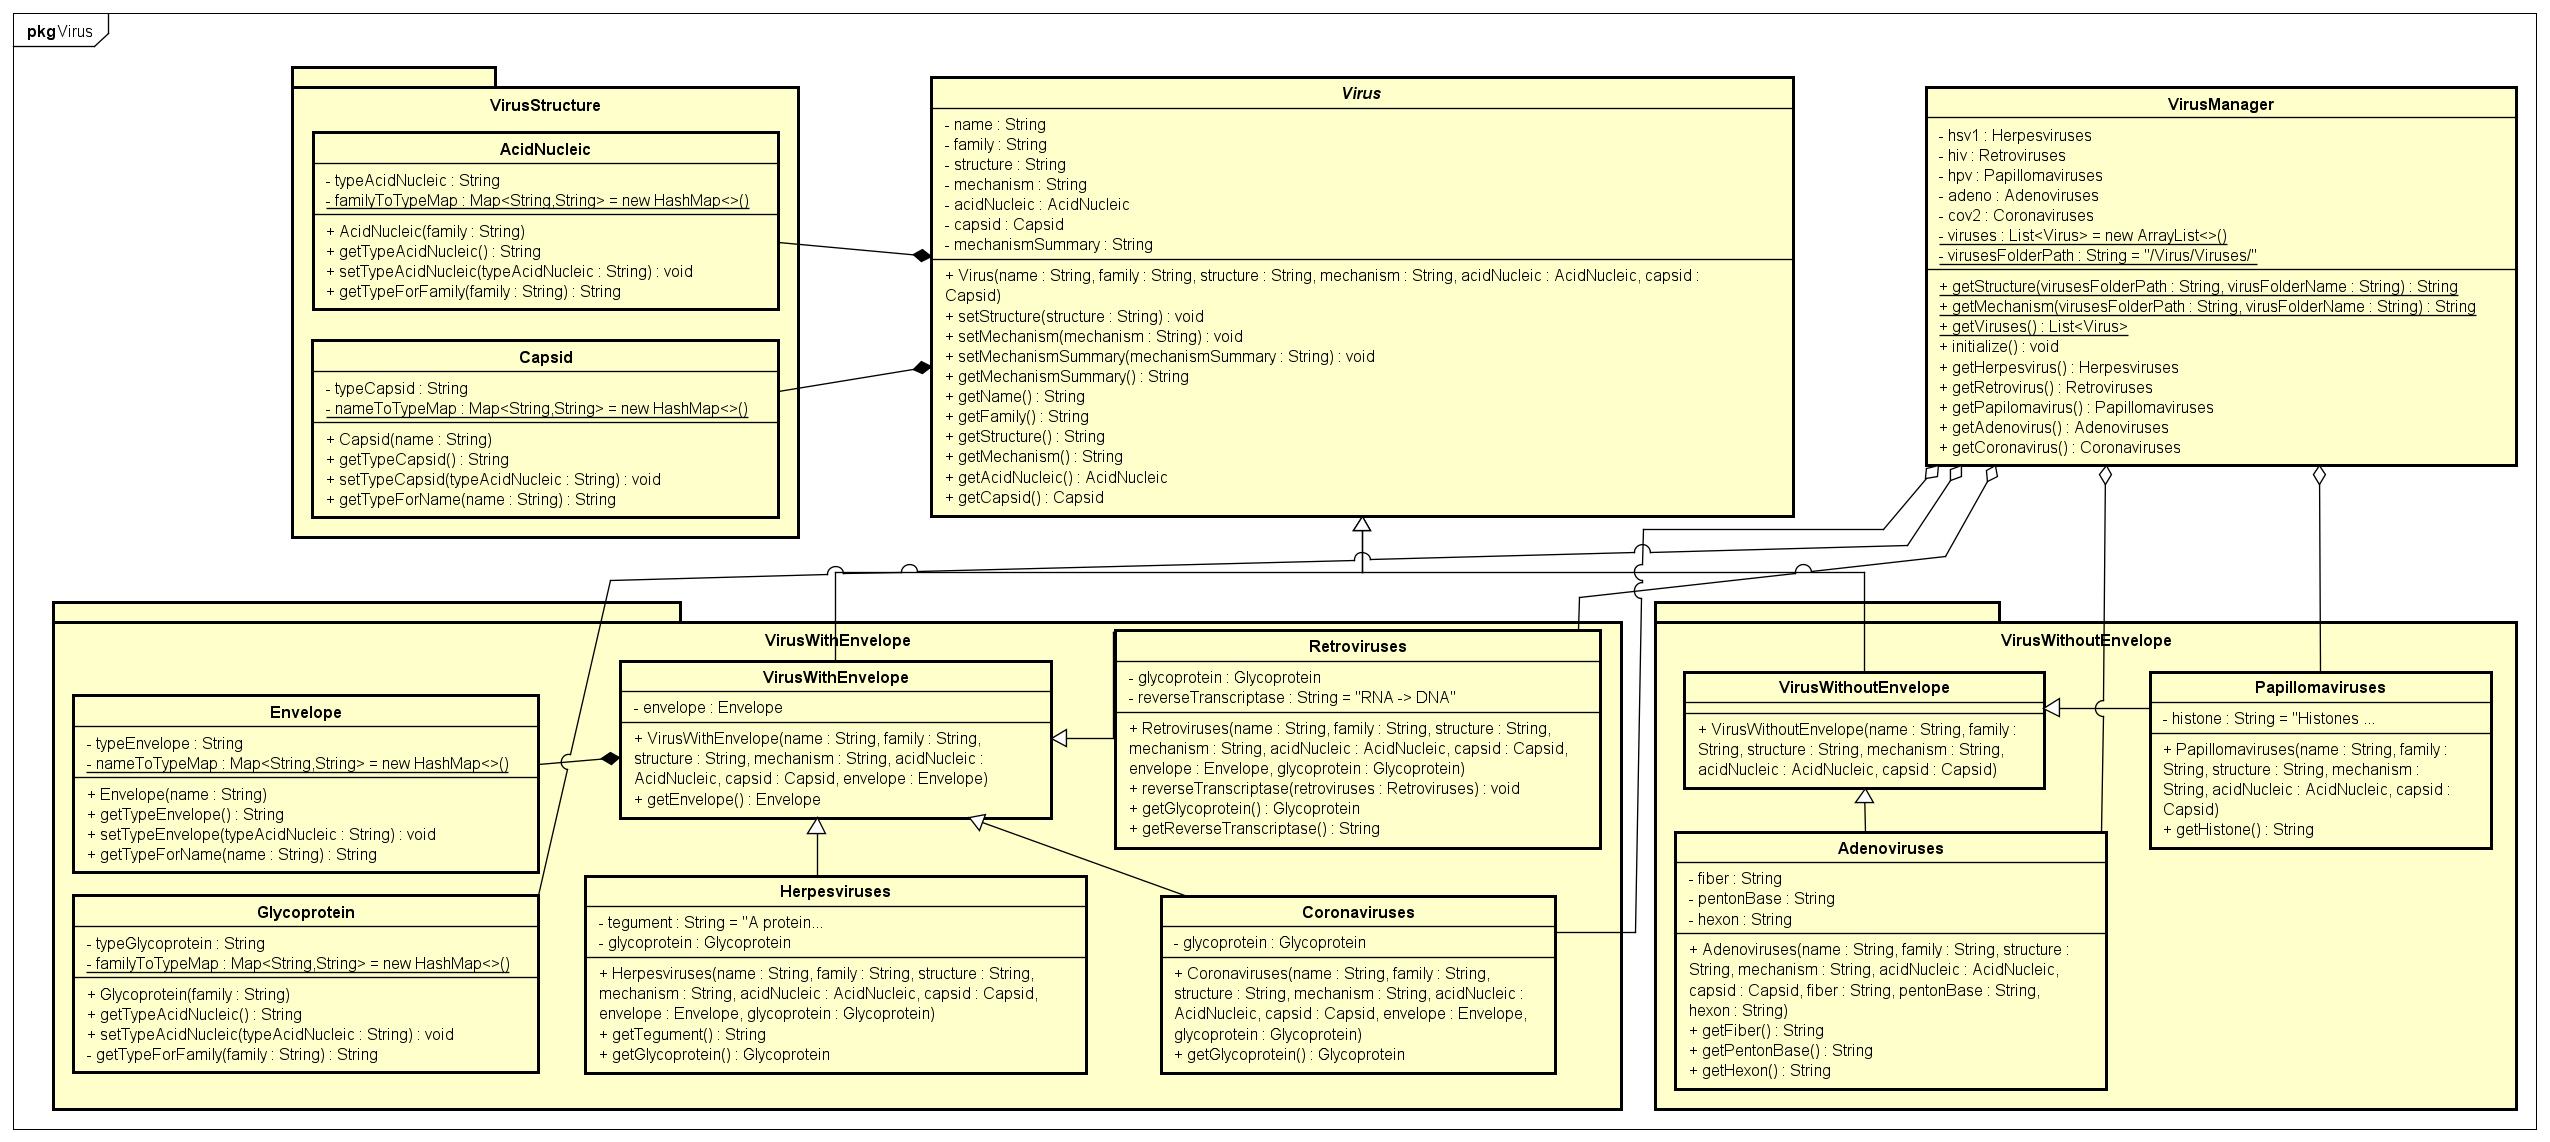 pkg Virus
VirusStructure
AcidNucleic
- typeAcidNucleic : String
- familyToTypeMap : Map<String,String> = new HashMap<>()
+ AcidNucleic(family : String)
+ getTypeAcidNucleic() : String
+ setTypeAcidNucleic(typeAcidNucleic : String) : void
+ getTypeForFamily(family : String) : String
Capsid
- typeCapsid : String
- nameToTypeMap : Map<String,String> = new HashMap<>()
+ Capsid(name : String)
+ getTypeCapsid() : String
+ setTypeCapsid(typeAcidNucleic : String) : void
+ getTypeForName(name : String) : String
Virus
- name : String
- family : String
- structure : String
- mechanism : String
- acidNucleic : AcidNucleic
- capsid : Capsid
- mechanismSummary : String
+ Virus(name : String, family : String, structure : String, mechanism : String, acidNucleic : AcidNucleic, capsid :
Capsid)
+ setStructure(structure : String) : void
+ setMechanism(mechanism : String) : void
+ setMechanismSummary(mechanismSummary : String) : void
+ getMechanismSummary() : String
+ getName() : String
+ getFamily() : String
+ getStructure() : String
+ getMechanism() : String
+ getAcidNucleic() : AcidNucleic
+ getCapsid() : Capsid
VirusManager
- hsv1 : Herpesviruses
- hiv : Retroviruses
- hpv : Papillomaviruses
- adeno : Adenoviruses
- cov2 : Coronaviruses
- viruses : List<Virus> = new ArrayList<>()
- virusesFolderPath : String = "/Virus/Viruses/"
+ getStructure(virusesFolderPath : String, virusFolderName : String) : String
+ getMechanism(virusesFolderPath : String, virusFolderName : String) : String
+ getViruses() : List<Virus>
+ initialize() : void
+ getHerpesvirus() : Herpesviruses
+ getRetrovirus() : Retroviruses
+ getPapilomavirus() : Papillomaviruses
+ getAdenovirus() : Adenoviruses
+ getCoronavirus() : Coronaviruses
VirusWithEnvelope
Envelope
- typeEnvelope : String
- nameToTypeMap : Map<String,String> = new HashMap<>()
+ Envelope(name : String)
+ getTypeEnvelope() : String
+ setTypeEnvelope(typeAcidNucleic : String) : void
+ getTypeForName(name : String) : String
Glycoprotein
- typeGlycoprotein : String
- familyToTypeMap : Map<String,String> = new HashMap<>()
+ Glycoprotein(family : String)
+ getTypeAcidNucleic() : String
+ setTypeAcidNucleic(typeAcidNucleic : String) : void
- getTypeForFamily(family : String) : String
VirusWithEnvelope
- envelope : Envelope
+ VirusWithEnvelope(name : String, family : String,
structure : String, mechanism : String, acidNucleic :
AcidNucleic, capsid : Capsid, envelope : Envelope)
+ getEnvelope() : Envelope
Retroviruses
- glycoprotein : Glycoprotein
- reverseTranscriptase : String = "RNA -> DNA"
+ Retroviruses(name : String, family : String, structure : String,
mechanism : String, acidNucleic : AcidNucleic, capsid : Capsid,
envelope : Envelope, glycoprotein : Glycoprotein)
+ reverseTranscriptase(retroviruses : Retroviruses) : void
+ getGlycoprotein() : Glycoprotein
+ getReverseTranscriptase() : String
Herpesviruses
- tegument : String = "A protein...
- glycoprotein : Glycoprotein
+ Herpesviruses(name : String, family : String, structure : String,
mechanism : String, acidNucleic : AcidNucleic, capsid : Capsid,
envelope : Envelope, glycoprotein : Glycoprotein)
+ getTegument() : String
+ getGlycoprotein() : Glycoprotein
Coronaviruses
- glycoprotein : Glycoprotein
+ Coronaviruses(name : String, family : String,
structure : String, mechanism : String, acidNucleic :
AcidNucleic, capsid : Capsid, envelope : Envelope,
glycoprotein : Glycoprotein)
+ getGlycoprotein() : Glycoprotein
VirusWithoutEnvelope
VirusWithoutEnvelope
+ VirusWithoutEnvelope(name : String, family :
String, structure : String, mechanism : String,
acidNucleic : AcidNucleic, capsid : Capsid)
Papillomaviruses
- histone : String = "Histones ...
+ Papillomaviruses(name : String, family :
String, structure : String, mechanism :
String, acidNucleic : AcidNucleic, capsid :
Capsid)
+ getHistone() : String
Adenoviruses
- fiber : String
- pentonBase : String
- hexon : String
+ Adenoviruses(name : String, family : String, structure :
String, mechanism : String, acidNucleic : AcidNucleic,
capsid : Capsid, fiber : String, pentonBase : String,
hexon : String)
+ getFiber() : String
+ getPentonBase() : String
+ getHexon() : String